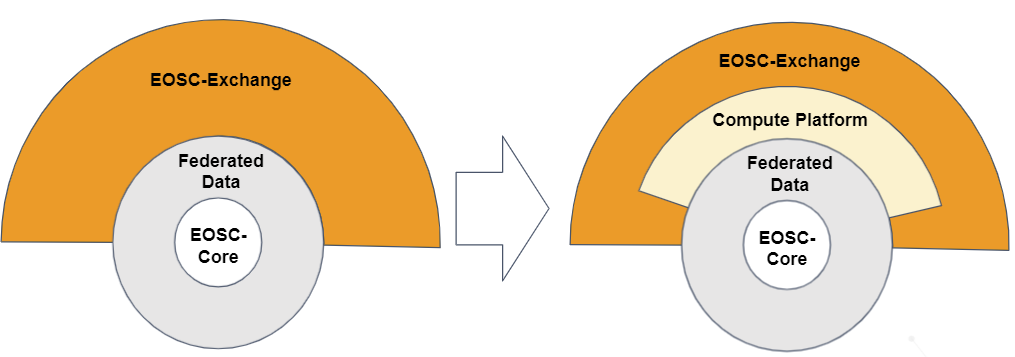 EOSC-Exchange
Federated
Data
EOSC-
Core
EOSC-Exchange
Compute Platform
Federated
Data
EOSC-
Core